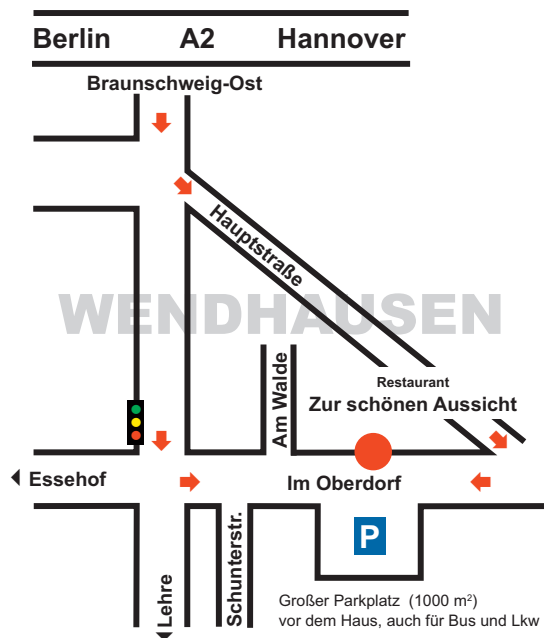 Berlin A2 Hannover
Braunschweig-Ost
Hauptstraße
WENDHAUSEN
Am Walde
Restaurant
Zur schönen Aussicht
Essehof
Im Oberdorf
P
Schunterstr.
Lehre
Großer Parkplatz (1000 m²)
vor dem Haus, auch für Bus und Lkw